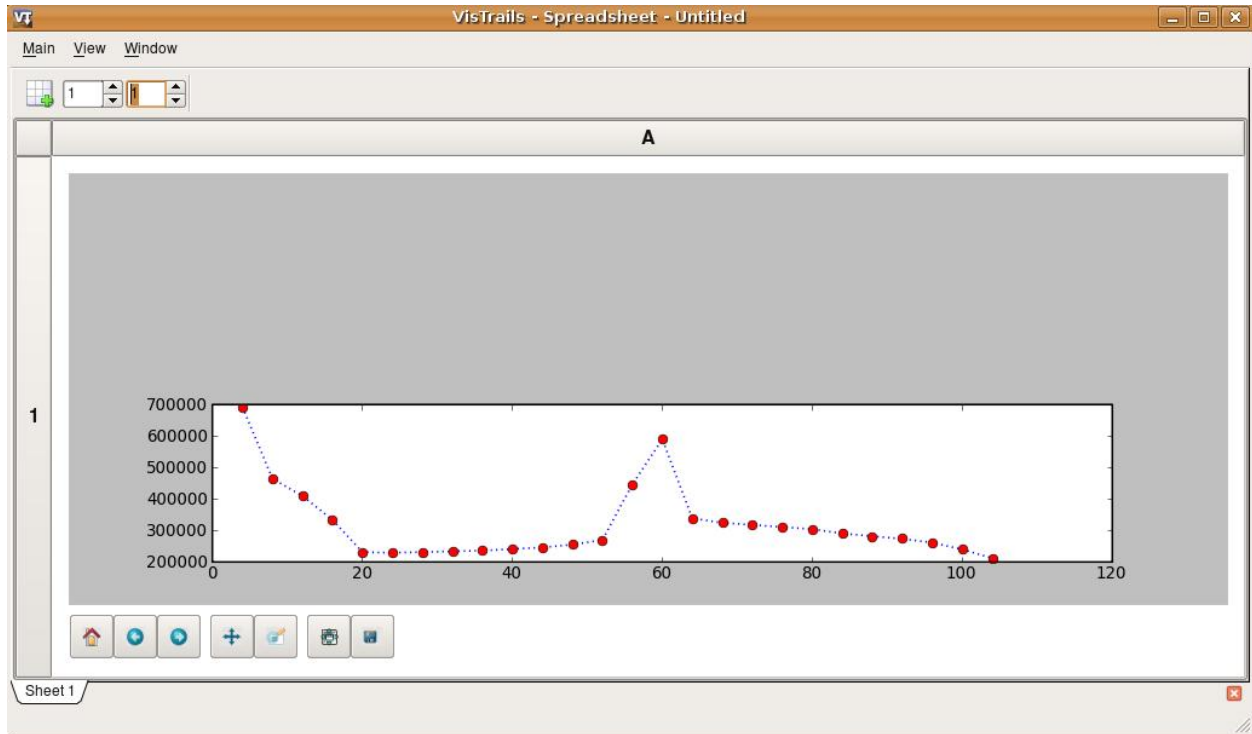 VisTrails - Spreadsheet - Untitled
Main View Window
1 1
A
1
700000
600000
500000
400000
300000
200000
0 20 40 60 80 100 120
Sheet 1